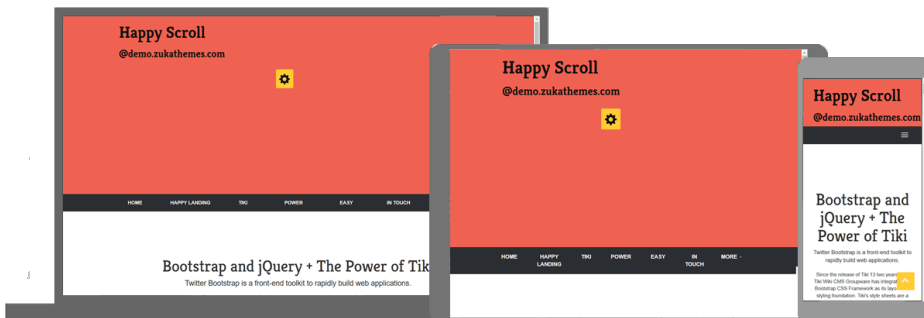 Happy Scroll
@demo.zukathemes.com
HOME HAPPY LANDING TIKI POWER EASY IN TOUCH
Bootstrap and jQuery + The Power of Tik
Twitter Bootstrap is a front-end toolkit to rapidly build web applications.
Happy Scroll
@demo.zukathemes.com
HOME HAPPY TIKI POWER EASY IN MORE
LANDING TOUCH
Happy Scroll
@demo.zukathemes.com
Bootstrap and
jQuery + The
Power of Tiki
Twitter Bootstrap is a front-end toolkit to
rapidly build web applications.
Since the release of Tiki 13 two years
Tiki Wiki CMS Groupware has integrat
Bootstrap CSS Framework as its layo
styling foundation. Tiki's style sheets are a